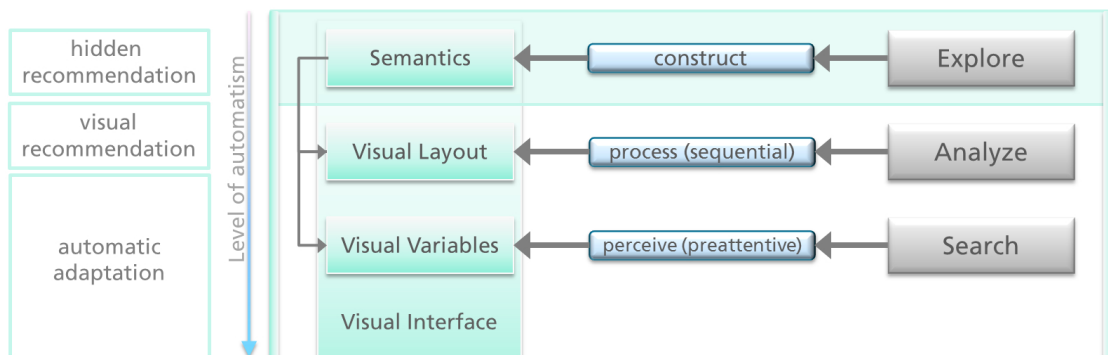 hidden
recommendation
visual
recommendation
automatic
adaptation
Level of automatism
Semantics
construct
Explore
Visual Layout
process (sequential)
Analyze
Visual Variables
perceive (preattentive)
Search
Visual Interface